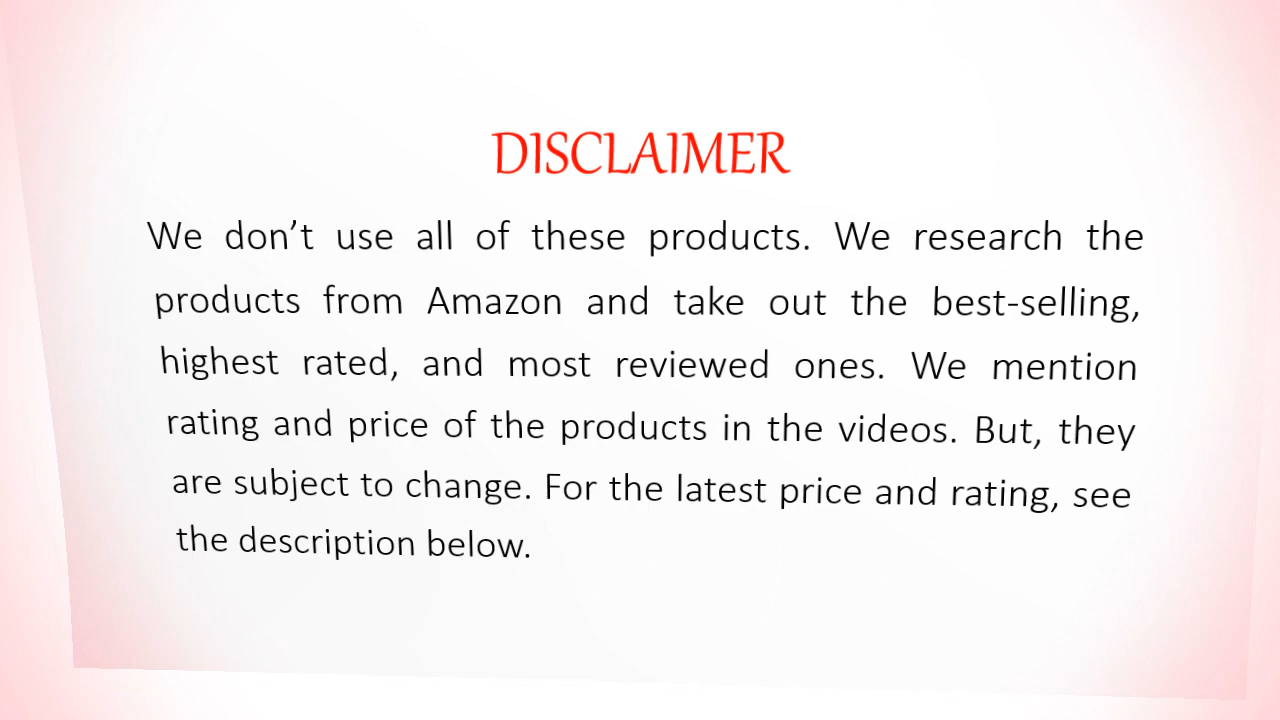 DISCLAIMER
We don’t use all of these products. We research the
products from Amazon and take out the best-selling,
highest rated, and most reviewed ones. We mention
rating and price of the products in the videos. But, they
are subject to change. For the latest price and rating, see
the description below.